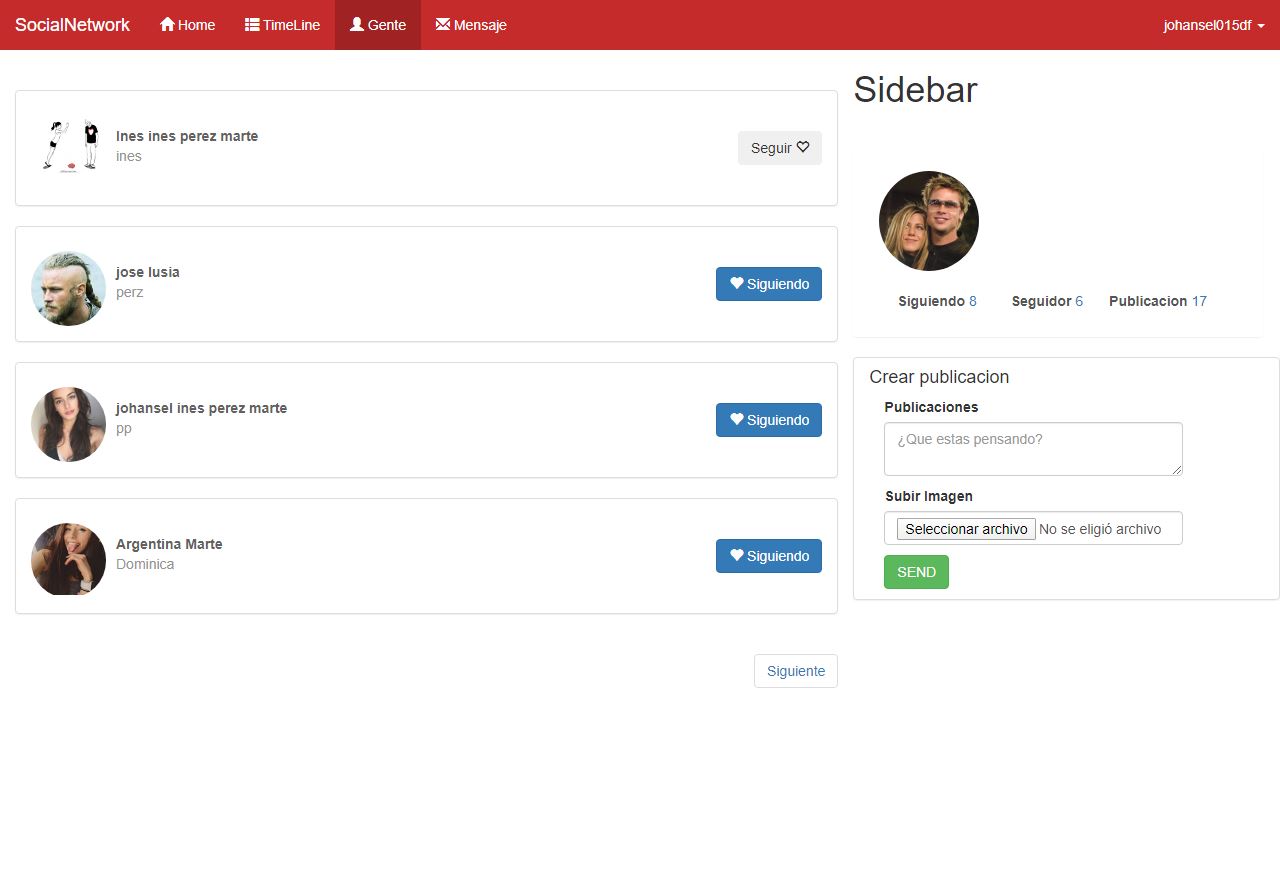 SocialNetwork Home TimeLine Gente Mensaje johansel015df
Ines ines perez marte
ines
Seguir
jose lusia
perz
Siguiendo
johansel ines perez marte
pp
Siguiendo
Argentina Marte
Dominica
Siguiendo
Siguiente
Sidebar
Siguiendo 8 Seguidor 6 Publicacion 17
Crear publicacion
Publicaciones
¿Que estas pensando?
Subir Imagen
Seleccionar archivo No se eligió archivo
SEND